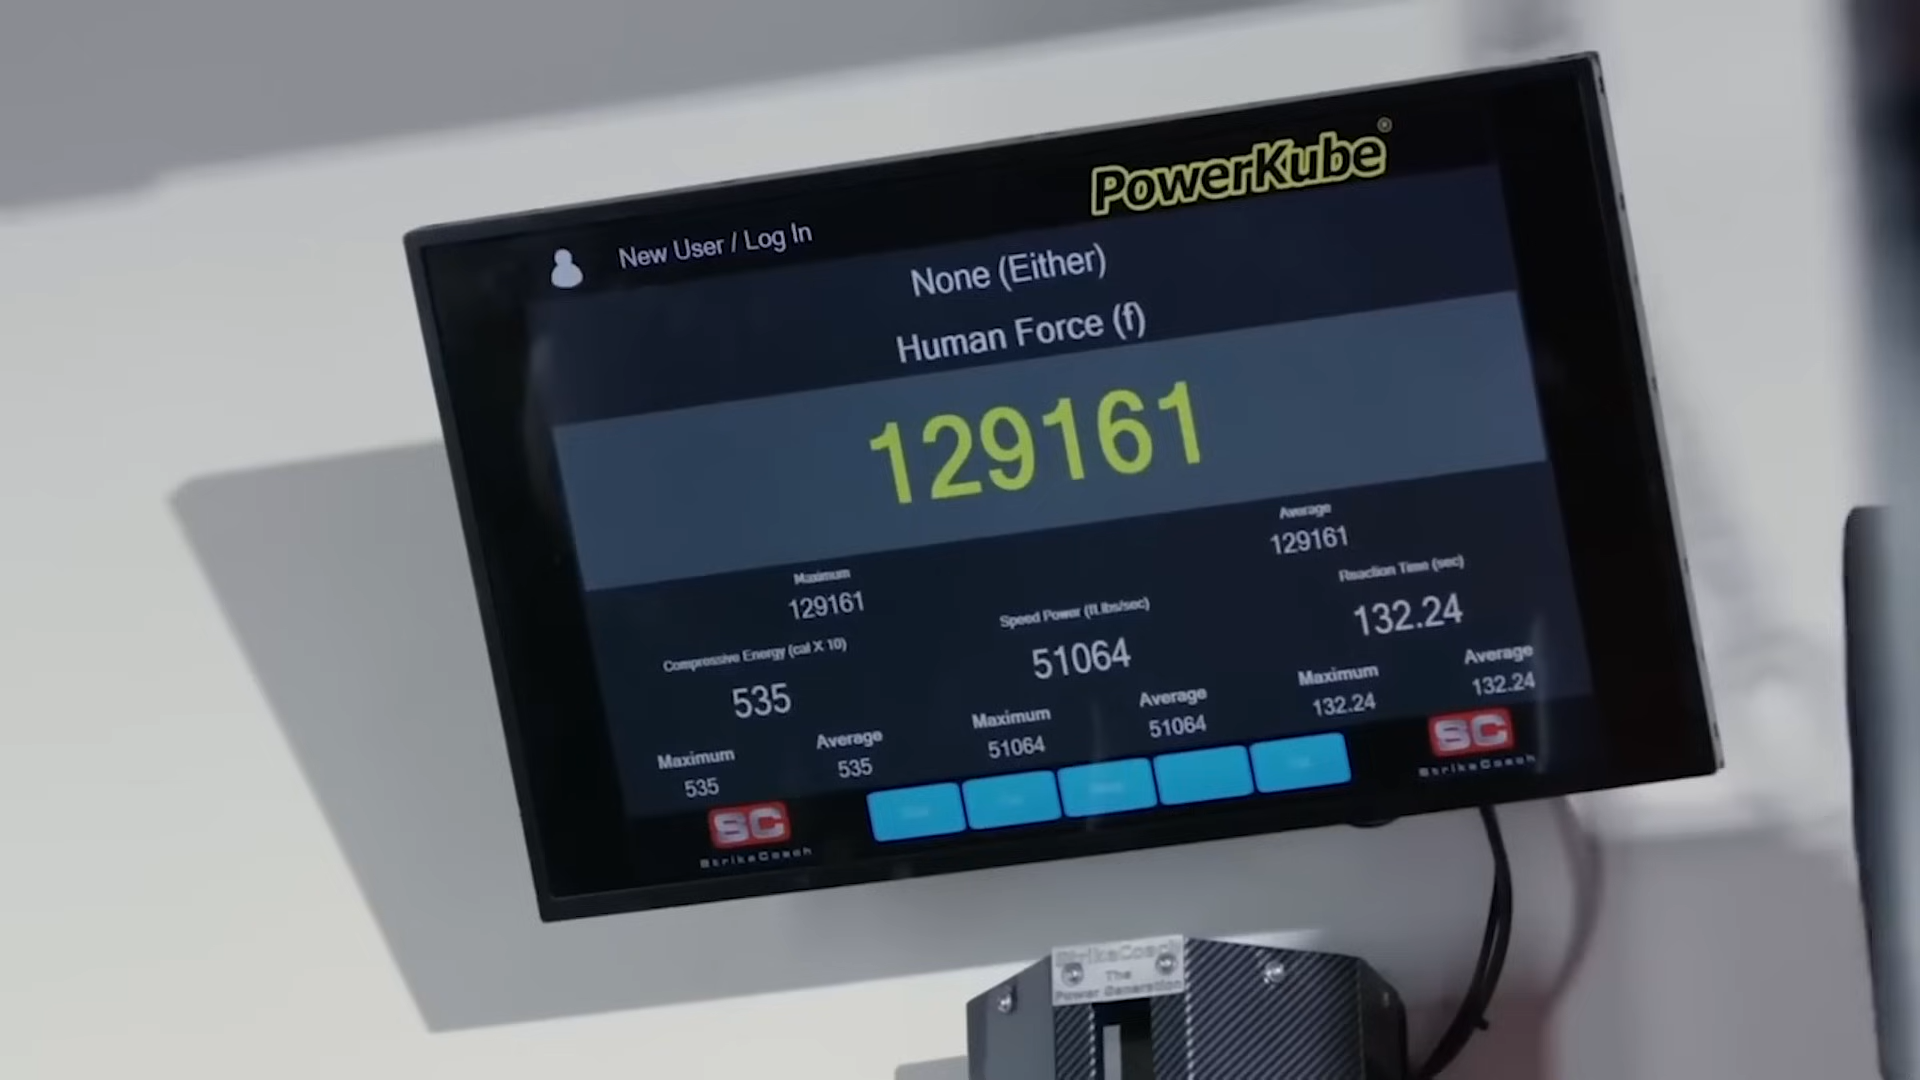 PowerKube®
New User / Log In
None (Either)
Human Force (f)
129161
Maximum
129161
Average
129161
Compressive Energy (cal X 10)
535
Maximum
535
Average
535
Speed Power (ft.lbs/sec)
51064
Maximum
51064
Average
51064
Reaction Time (sec)
132.24
Maximum
132.24
Average
132.24
SC
StrikeCoach
SC
StrikeCoach
StrikeCoach
The
Power Generation